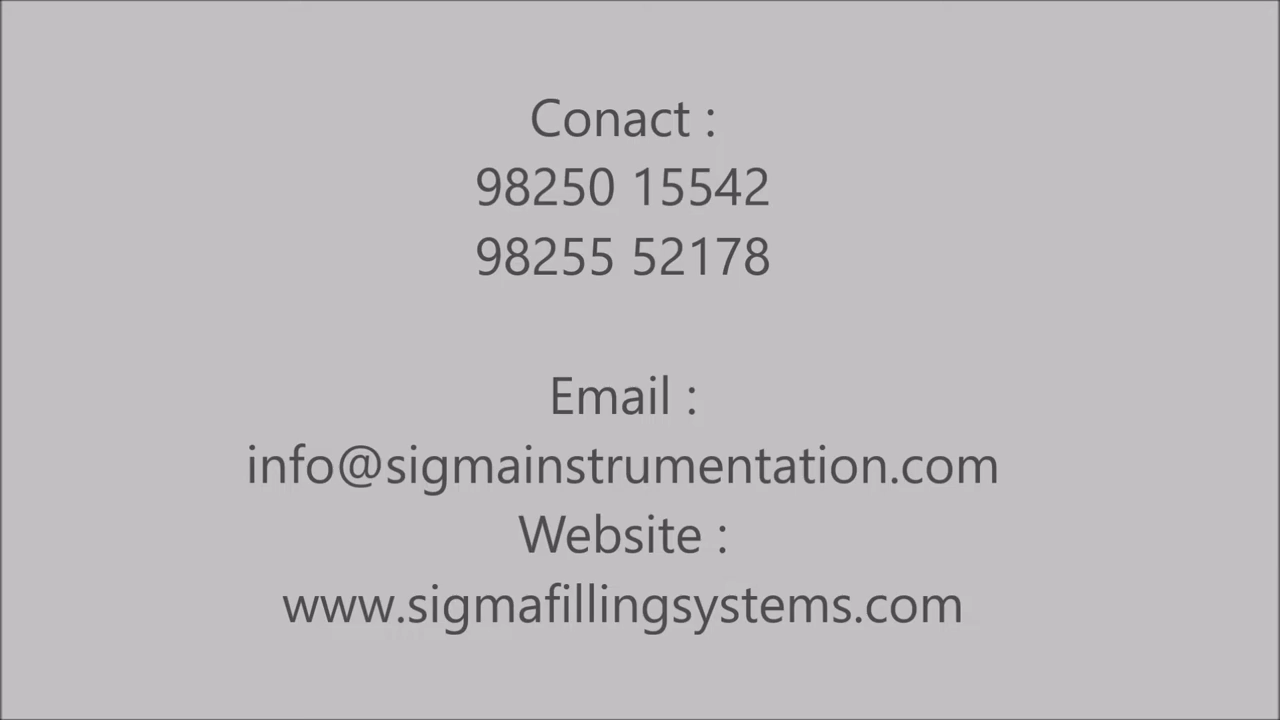 Conact :
98250 15542
98255 52178
Email :
info@sigmainstrumentation.com
Website :
www.sigmafillingsystems.com